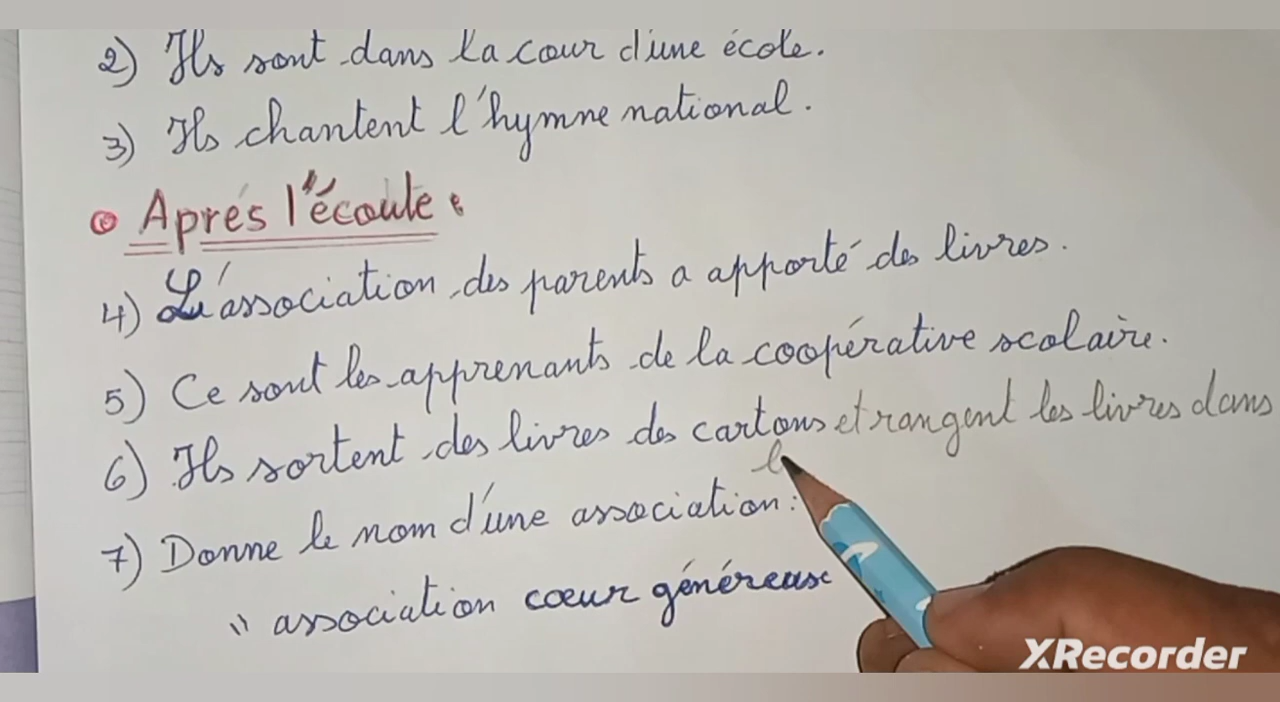 2) Ils sont dans la cour d'une école.
3) Ils chantent l'hymne national.
Aprés l'écoute :
4) L'association des parents a apporté des livres.
5) Ce sont les apprenants de la coopérative scolaire.
6) Ils sortent des livres des cartons et rangent les livres dans
l
7) Donne le nom d'une association :
" association cœur généreuse
XRecorder